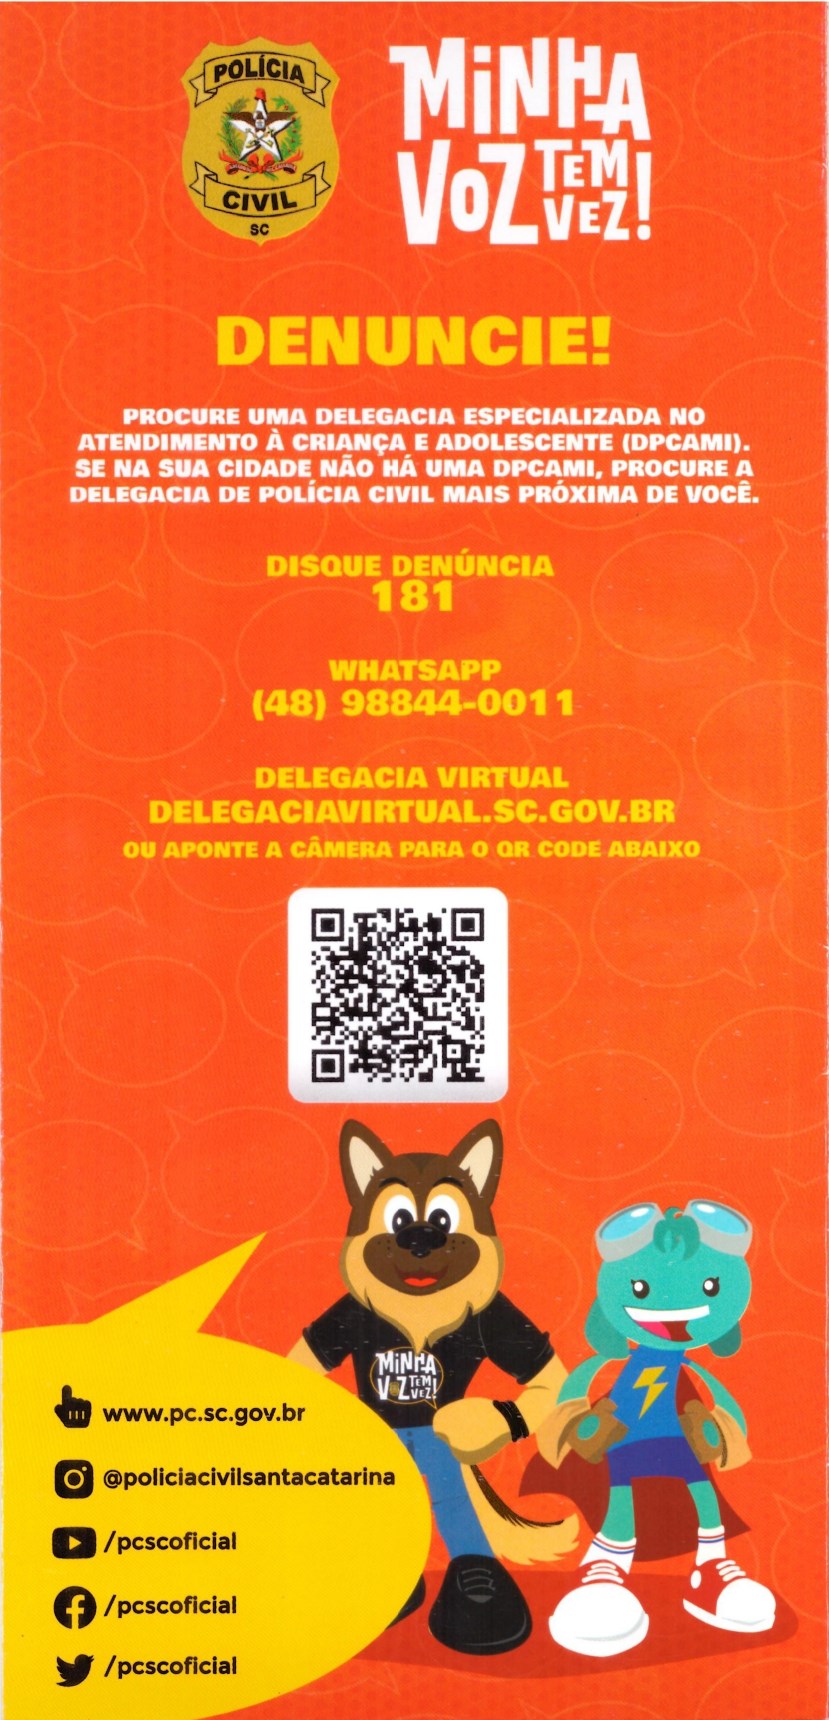 POLÍCIA
CIVIL
SC
MINHA
VOZ TEM VEZ!
DENUNCIE!
PROCURE UMA DELEGACIA ESPECIALIZADA NO
ATENDIMENTO À CRIANÇA E ADOLESCENTE (DPCAMI).
SE NA SUA CIDADE NÃO HÁ UMA DPCAMI, PROCURE A
DELEGACIA DE POLÍCIA CIVIL MAIS PRÓXIMA DE VOCÊ.
DISQUE DENÚNCIA
181
WHATSAPP
(48) 98844-0011
DELEGACIA VIRTUAL
DELEGACIAVIRTUAL.SC.GOV.BR
OU APONTE A CÂMERA PARA O QR CODE ABAIXO
MINHA
VOZ TEM VEZ!
www.pc.sc.gov.br
@policiacivilsantacatarina
/pcscoficial
/pcscoficial
/pcscoficial